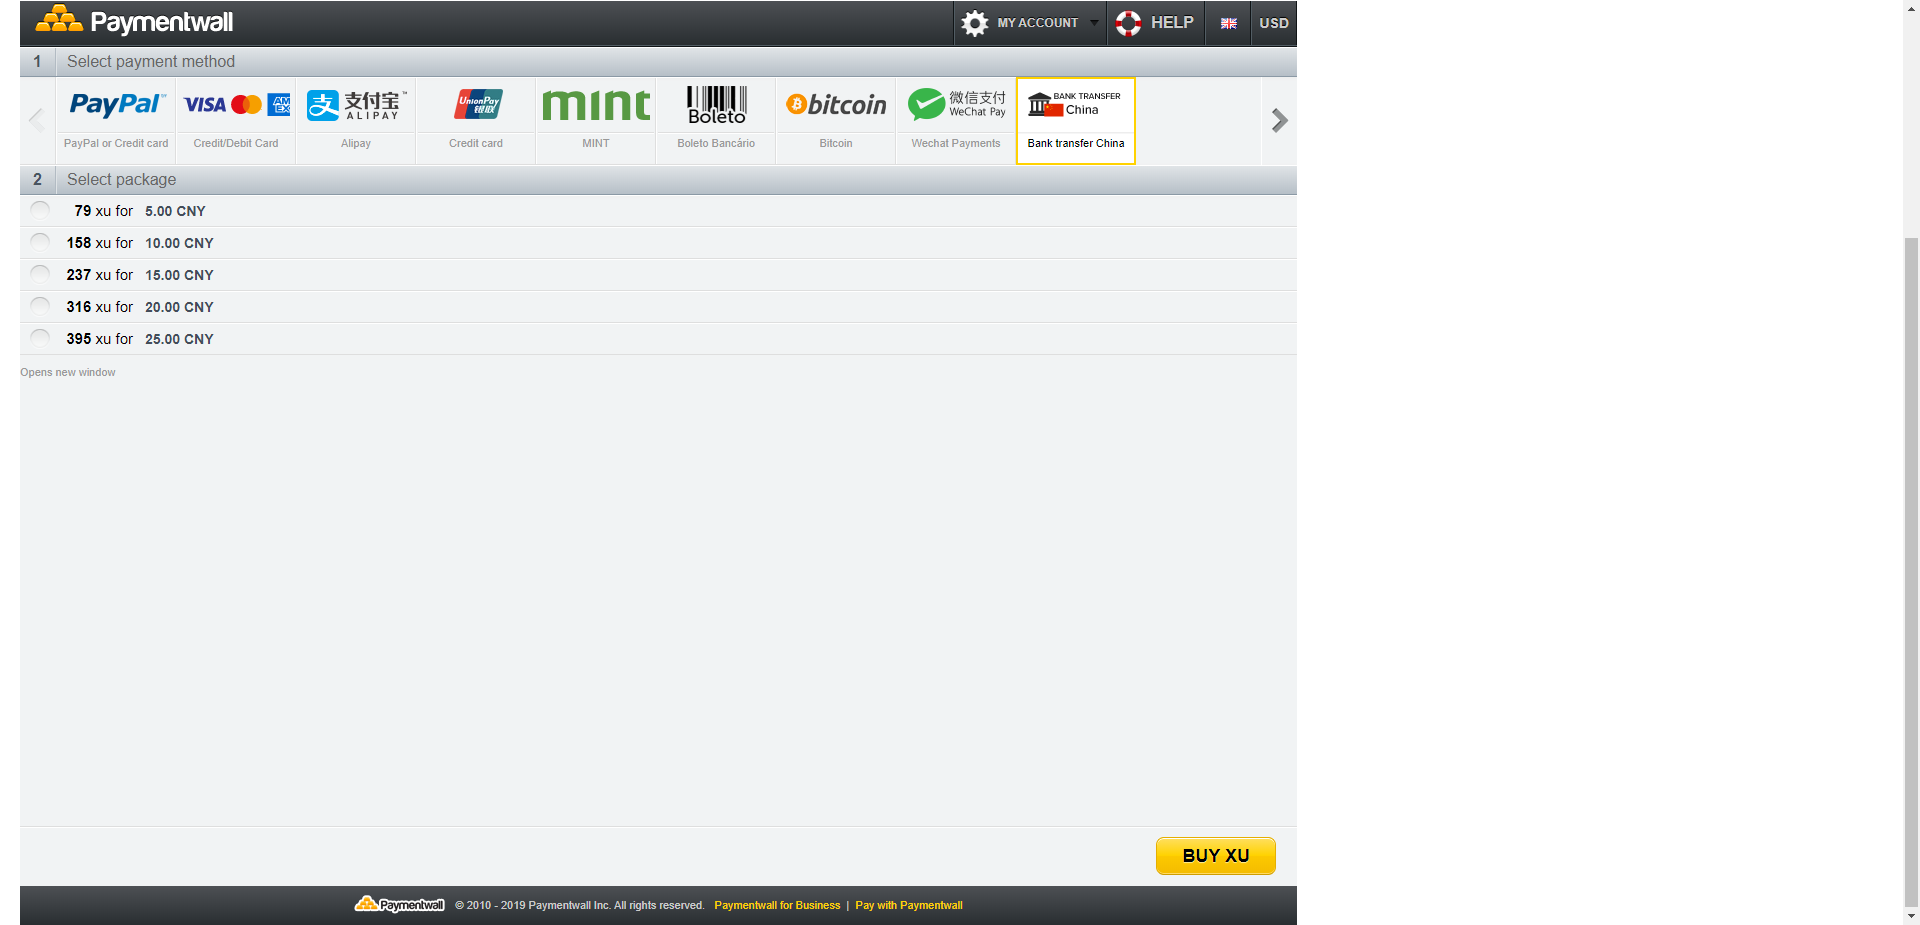 Paymentwall
MY ACCOUNT
HELP
USD
1 Select payment method
PayPal™
VISA
AM EX
支付宝™
ALIPAY
UnionPay
银联
mint
Boleto
bitcoin
微信支付
WeChat Pay
BANK TRANSFER
China
PayPal or Credit card
Credit/Debit Card
Alipay
Credit card
MINT
Boleto Bancário
Bitcoin
Wechat Payments
Bank transfer China
2 Select package
79 xu for 5.00 CNY
158 xu for 10.00 CNY
237 xu for 15.00 CNY
316 xu for 20.00 CNY
395 xu for 25.00 CNY
Opens new window
BUY XU
Paymentwall © 2010 - 2019 Paymentwall Inc. All rights reserved. Paymentwall for Business | Pay with Paymentwall